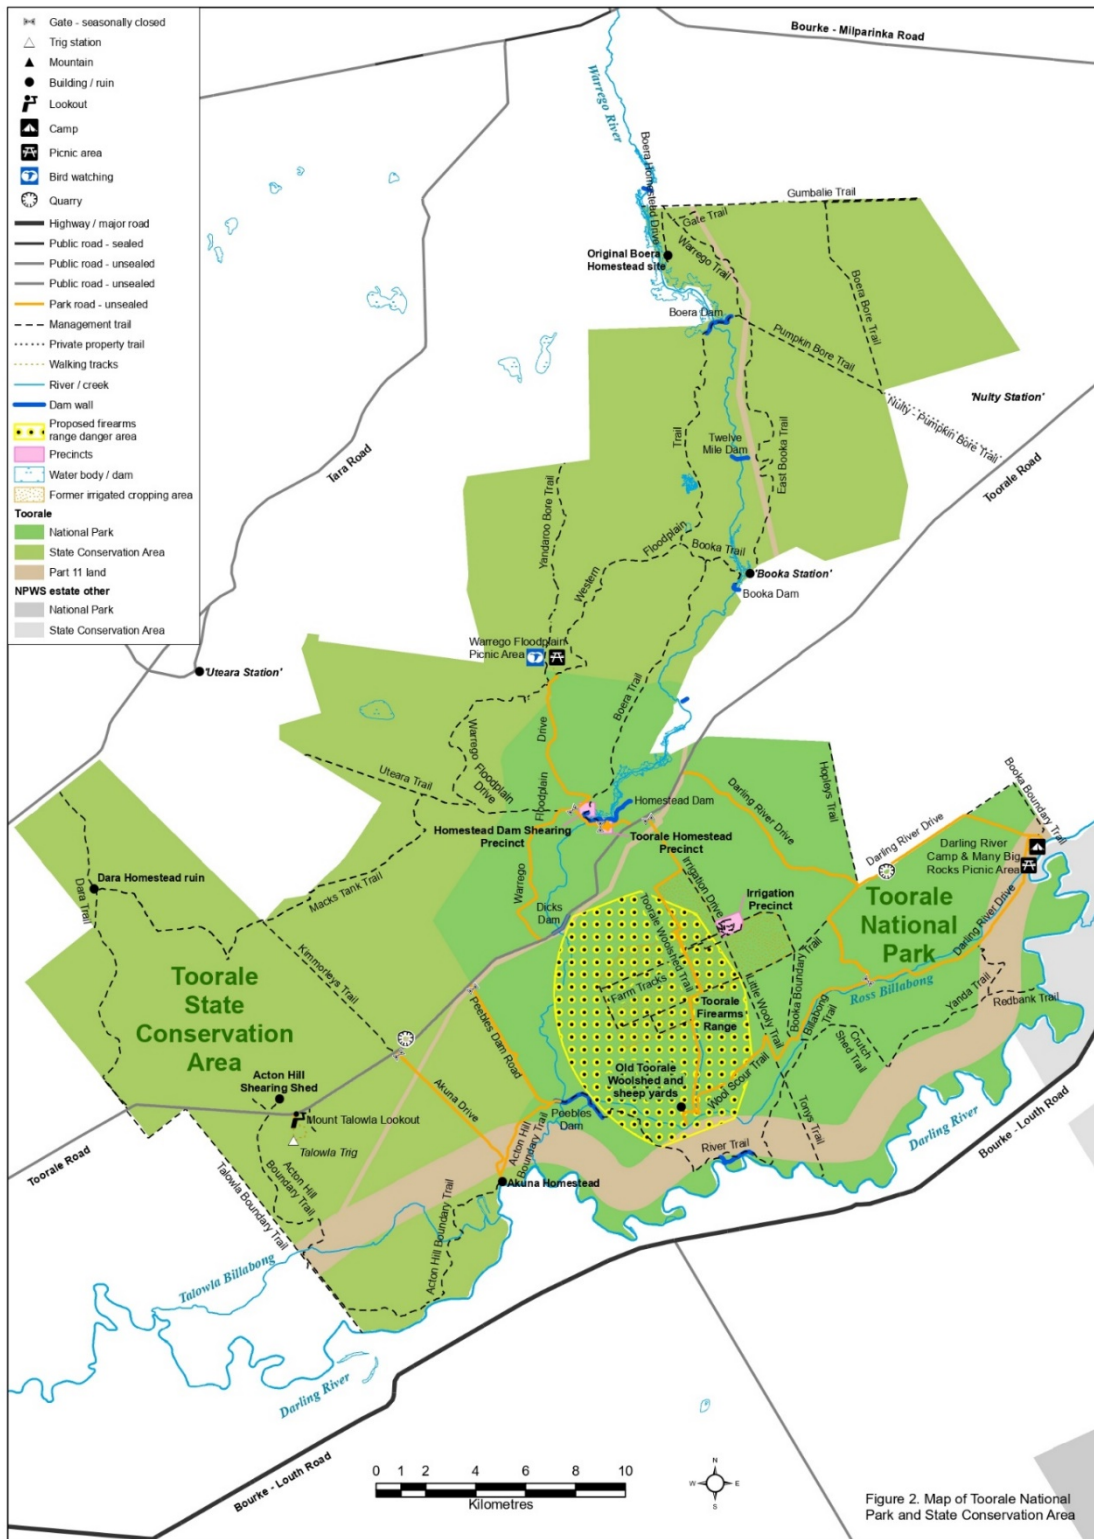 Gate - seasonally closed
Trig station
Mountain
Building / ruin
Lookout
Camp
Picnic area
Bird watching
Quarry
Highway / major road
Public road - sealed
Public road - unsealed
Public road - unsealed
Park road - unsealed
Management trail
Private property trail
Walking tracks
River / creek
Dam wall
Proposed firearms
range danger area
Precincts
Water body / dam
Former irrigated cropping area
Toorale
National Park
State Conservation Area
Part 11 land
NPWS estate other
National Park
State Conservation Area
Bourke - Milparinka Road
Warrego River
Boera Homestead Drive
Gumbalie Trail
Gate Trail
Warrego Trail
Original Boera
Homestead site
Boera Bore Trail
Boera Dam
Pumpkin Bore Trail
'Nulty Station'
Nulty - Pumpkin Bore Trail
Tara Road
Toorale Road
Trail
Twelve
Mile Dam
East Booka Trail
Yandaroo Bore Trail
Floodplain
Western
Booka Trail
'Booka Station'
Booka Dam
Warrego Floodplain
Picnic Area
'Uteara Station'
Boera Trail
Drive
Warrego
Floodplain
Drive
Uteara Trail
Floodplain
Homestead Dam
Homestead Dam Shearing
Precinct
Toorale Homestead
Precinct
Darling River Drive
Hopleys Trail
Booka Boundary Trail
Darling River Drive
Darling River
Camp & Many Big
Rocks Picnic Area
Dara Homestead ruin
Dara Trail
Macks Tank Trail
Warrego
Dicks
Dam
Irrigation Drive
Irrigation
Precinct
Toorale Woolshed Trail
Toorale
National
Park
Darling River Drive
Kimmorleys Trail
Toorale
State
Conservation
Area
Peebles Dam Road
Farm Tracks
Little Wooly Trail
Booka Boundary Trail
Ross Billabong
Yanda Trail
Redbank Trail
Toorale
Firearms
Range
Billabong
Trail
Crutch
Shed Trail
Acton Hill
Shearing Shed
Mount Talowla Lookout
Talowla Trig
Akuna Drive
Old Toorale
Woolshed and
sheep yards
Wool Scour Trail
Peebles
Dam
River Trail
Tonys Trail
Darling River
Bourke - Louth Road
Toorale Road
Acton Hill
Boundary Trail
Acton Hill
Boundary Trail
Akuna Homestead
Talowla Boundary Trail
Acton Hill Boundary Trail
Talowla Billabong
Darling River
Bourke - Louth Road
0 1 2 4 6 8 10
Kilometres
N
W E
S
Figure 2. Map of Toorale National
Park and State Conservation Area